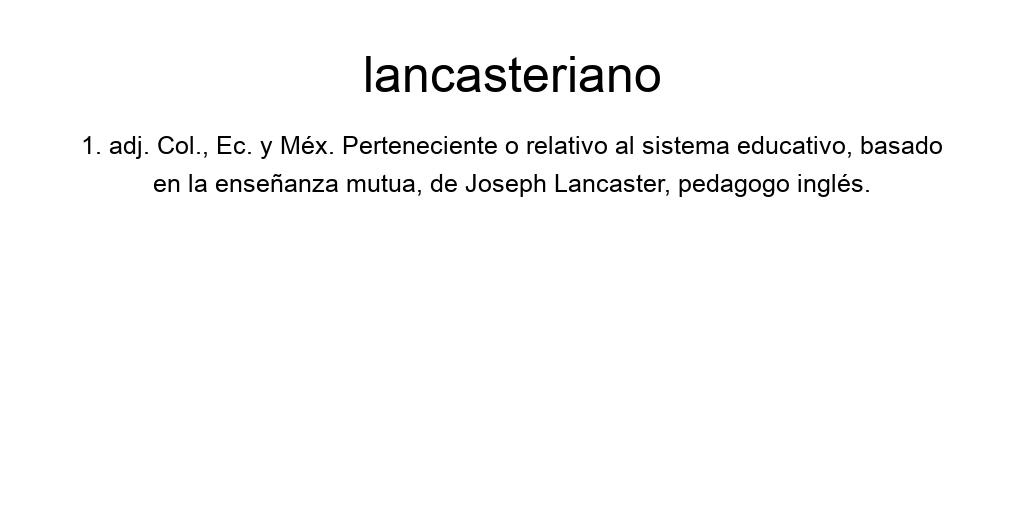 lancasteriano
1. adj. Col., Ec. y Méx. Perteneciente o relativo al sistema educativo, basado
en la enseñanza mutua, de Joseph Lancaster, pedagogo inglés.